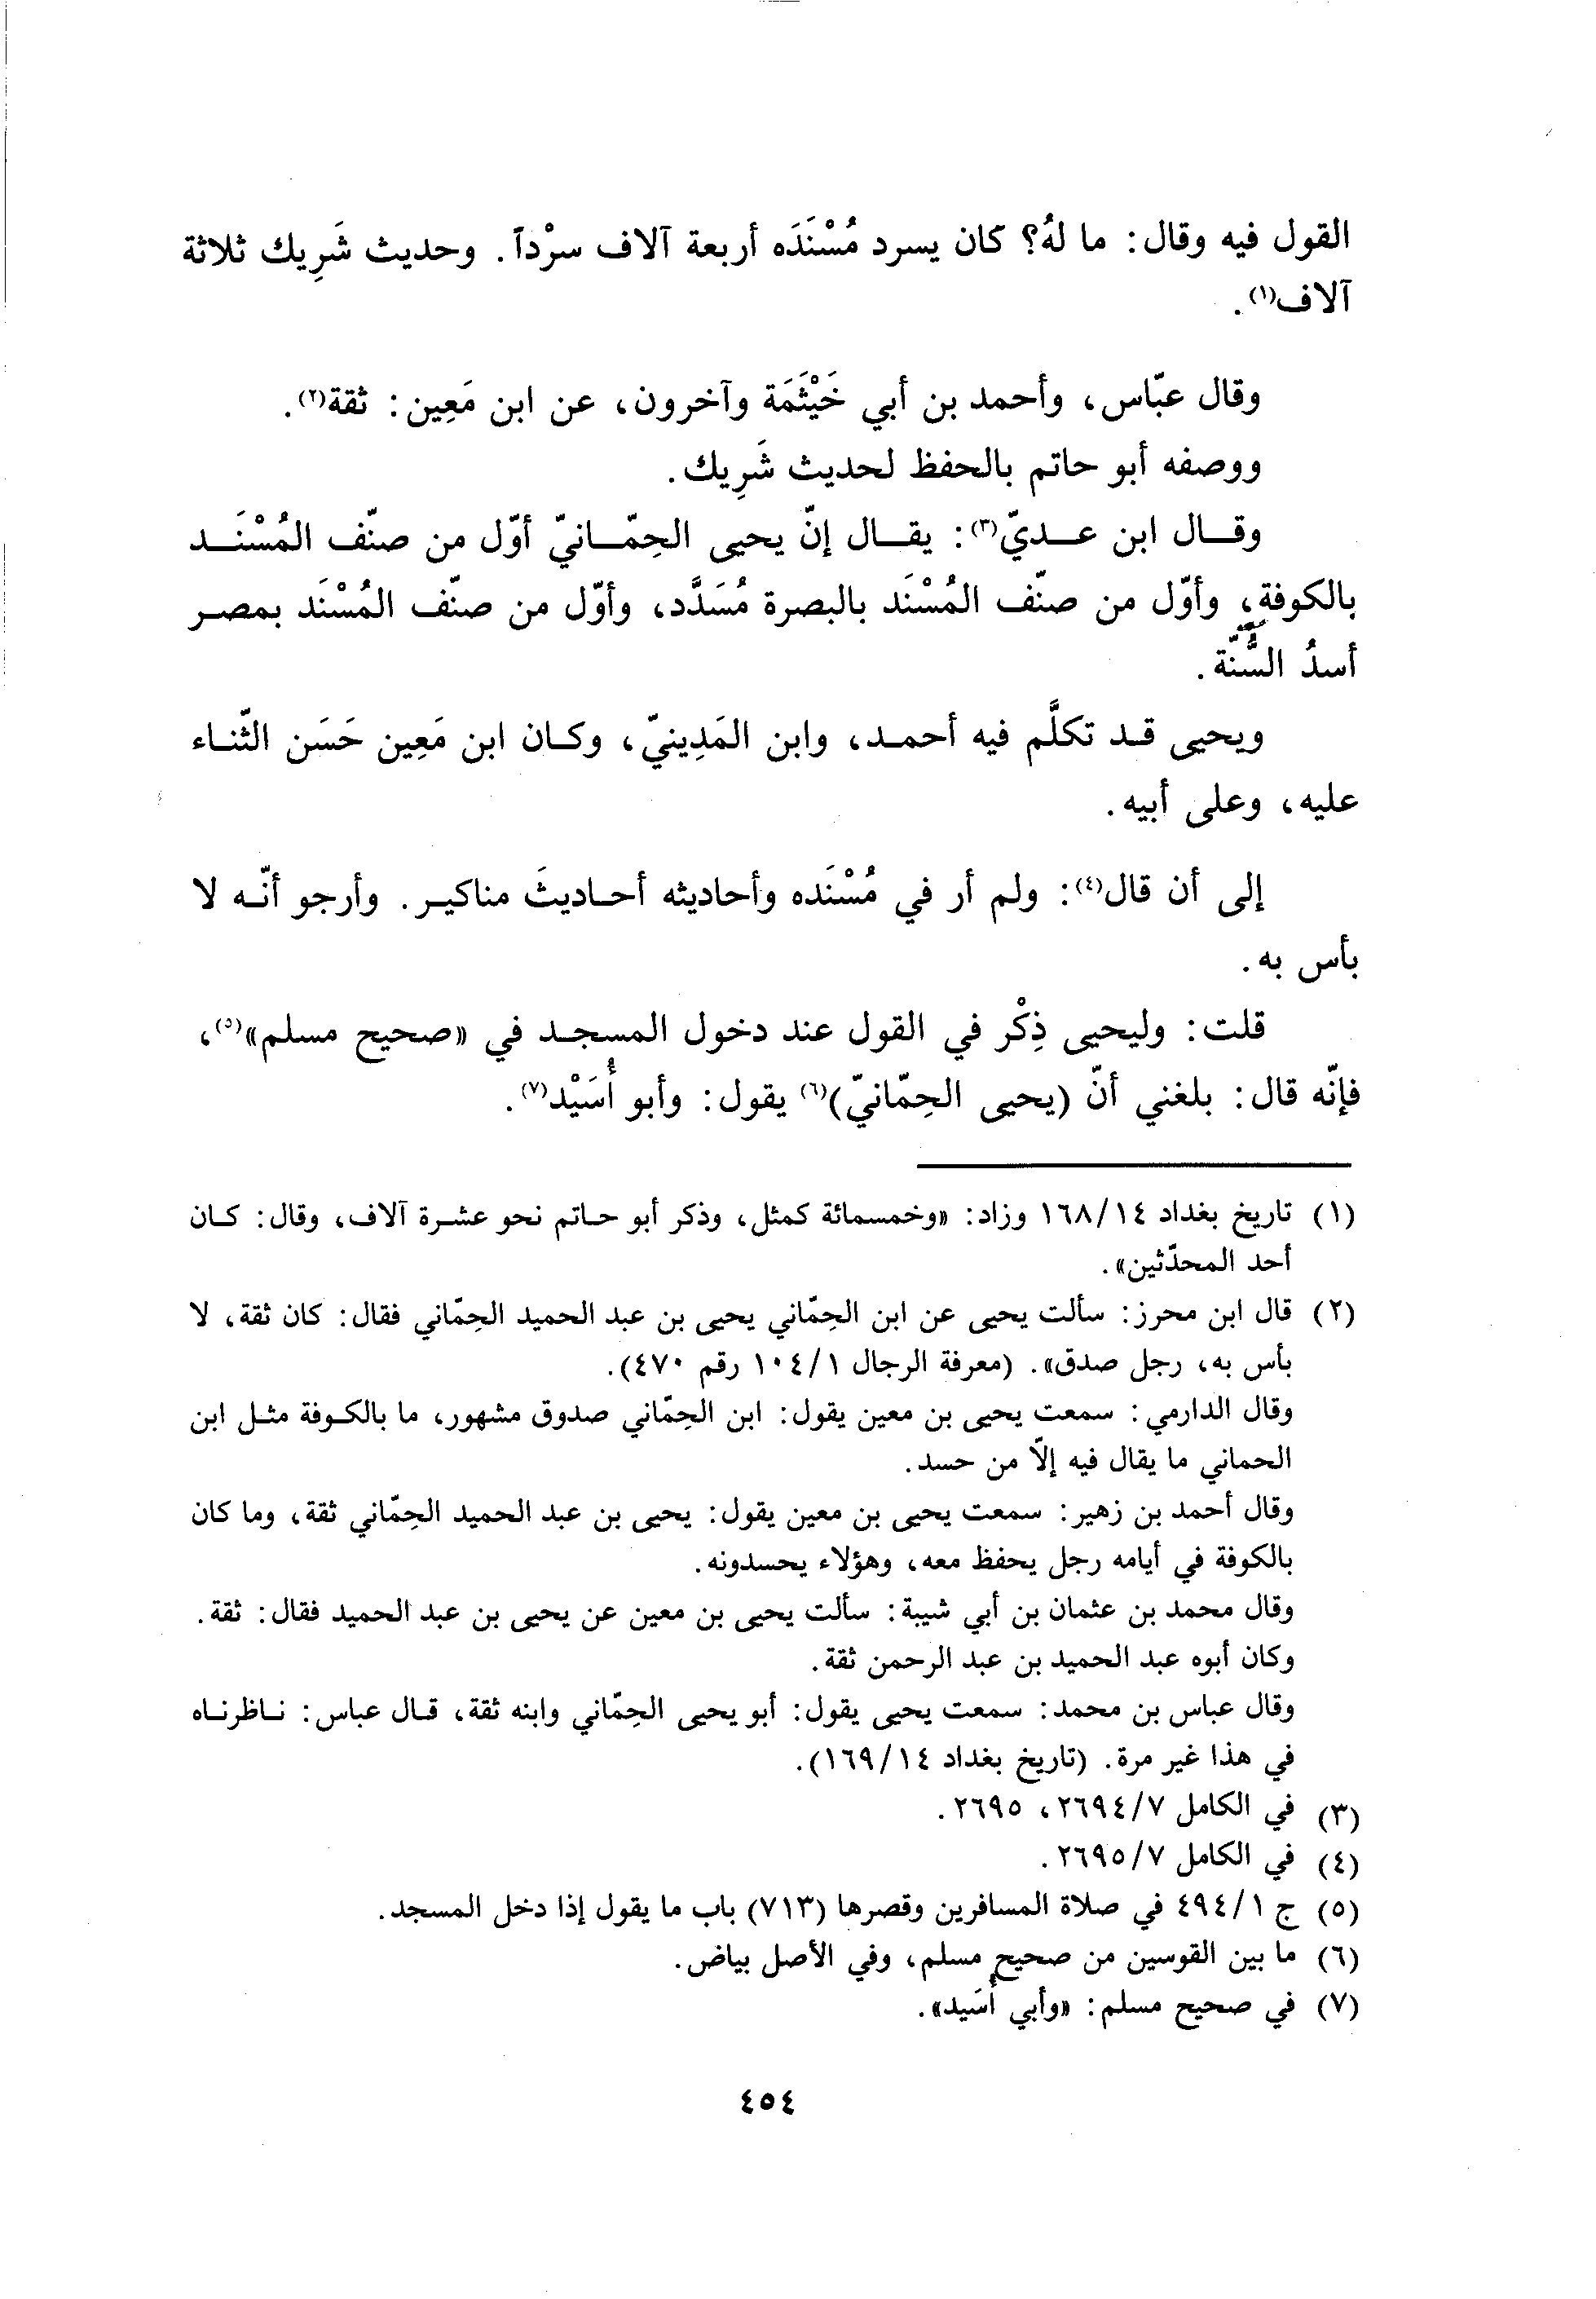 القول فيه وقال: ما لهُ؟ كان يسرد مُسْنَدَه أربعة آلاف سرْداً. وحديث شَرِيك ثلاثة
آلاف(١).
وقال عبّاس، وأحمد بن أبي خَيْثَمَة وآخرون، عن ابن مَعِين: ثقة(٢).
ووصفه أبو حاتم بالحفظ لحديث شَرِيك.
وقال ابن عديّ(٣): يقال إنّ يحيى الحِمّانيّ أوّل من صنّف المُسْنَد
بالكوفة، وأوّل من صنّف المُسْنَد بالبصرة مُسَدَّد، وأوّل من صنّف المُسْنَد بمصر
أسدُ السُّنّة.
ويحيى قد تكلَّم فيه أحمد، وابن المَدِينيّ، وكان ابن مَعِين حَسَن الثّناء
عليه، وعلى أبيه.
إلى أن قال(٤): ولم أر في مُسْنَده وأحاديثه أحاديثَ مناكير. وأرجو أنّه لا
بأس به.
قلت: وليحيى ذِكْر في القول عند دخول المسجد في «صحيح مسلم»(٥)،
فإنّه قال: بلغني أنّ (يحيى الحِمّانيّ)(٦) يقول: وأبو أُسَيْد(٧).
(١) تاريخ بغداد ١٦٨/١٤ وزاد: «وخمسمائة كمثل، وذكر أبو حاتم نحو عشرة آلاف، وقال: كان
أحد المحدّثين».
(٢) قال ابن محرز: سألت يحيى عن ابن الحِمّاني يحيى بن عبد الحميد الحِمّاني فقال: كان ثقة، لا
بأس به، رجل صدق». (معرفة الرجال ١٠٤/١ رقم ٤٧٠).
وقال الدارمي: سمعت يحيى بن معين يقول: ابن الحِمّاني صدوق مشهور، ما بالكوفة مثل ابن
الحماني ما يقال فيه إلّا من حسد.
وقال أحمد بن زهير: سمعت يحيى بن معين يقول: يحيى بن عبد الحميد الحِمّاني ثقة، وما كان
بالكوفة في أيامه رجل يحفظ معه، وهؤلاء يحسدونه.
وقال محمد بن عثمان بن أبي شيبة: سألت يحيى بن معين عن يحيى بن عبد الحميد فقال: ثقة.
وكان أبوه عبد الحميد بن عبد الرحمن ثقة.
وقال عباس بن محمد: سمعت يحيى يقول: أبو يحيى الحِمّاني وابنه ثقة، قال عباس: ناظرناه
في هذا غير مرة. (تاريخ بغداد ١٦٩/١٤).
(٣) في الكامل ٢٦٩٤/٧، ٢٦٩٥.
(٤) في الكامل ٢٦٩٥/٧.
(٥) ج ٤٩٤/١ في صلاة المسافرين وقصرها (٧١٣) باب ما يقول إذا دخل المسجد.
(٦) ما بين القوسين من صحيح مسلم، وفي الأصل بياض.
(٧) في صحيح مسلم: «وأبي أُسَيد».
٤٥٤